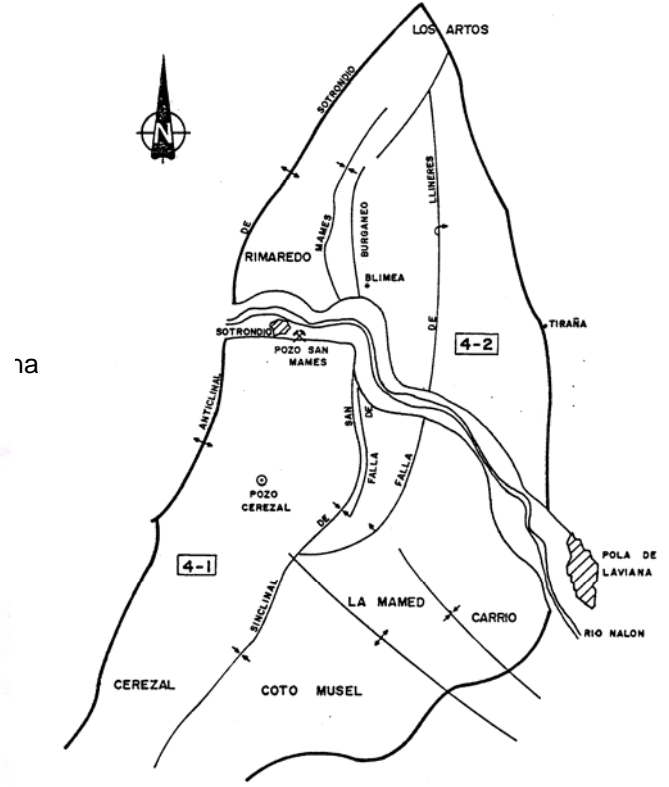 LOS ARTOS
SOTRONDIO
DE
N
LLINERES
MAMES
BURGANEO
RIMAREDO
BLIMEA
DE
SOTRONDIO
POZO SAN
MAMES
TIRAÑA
4-2
na
ANTICLINAL
SAN
DE
FALLA
FALLA
POZO
CEREZAL
DE
4-1
POLA DE
LAVIANA
LA MAMED
CARRIO
SINCLINAL
RIO NALON
CEREZAL
COTO MUSEL